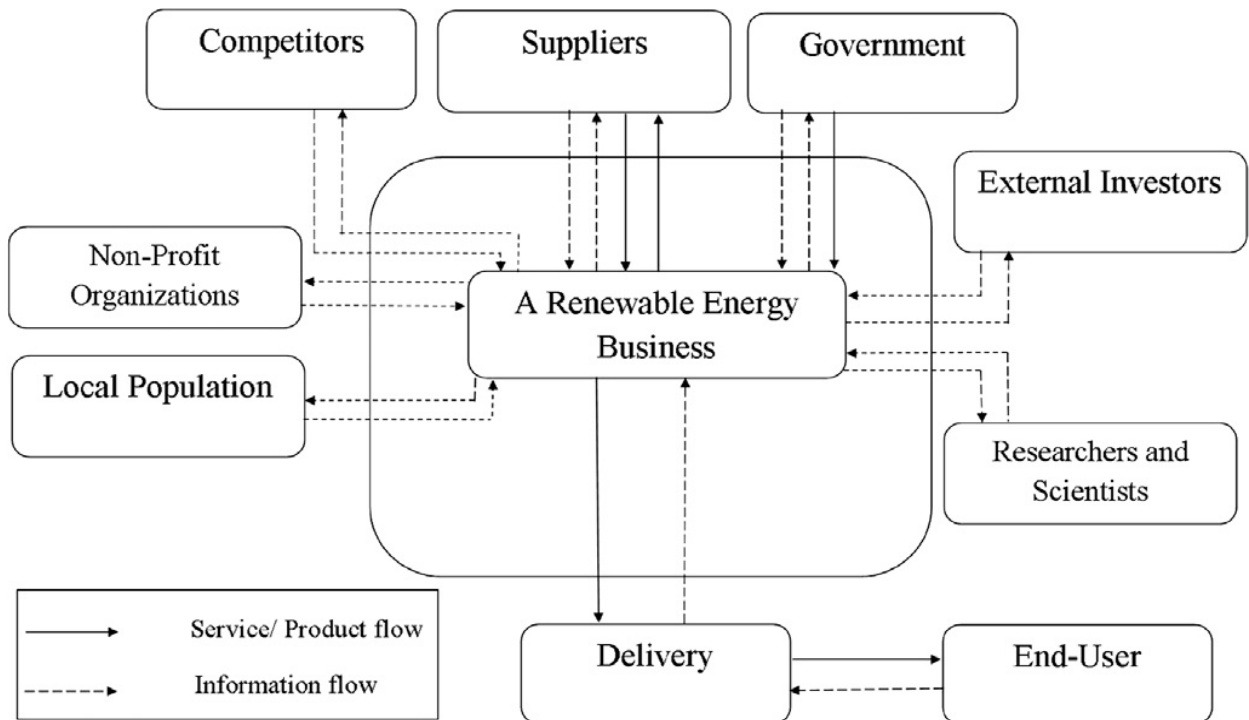 Competitors
Suppliers
Government
External Investors
Non-Profit
Organizations
A Renewable Energy
Business
Local Population
Researchers and
Scientists
Service/ Product flow
Information flow
Delivery
End-User